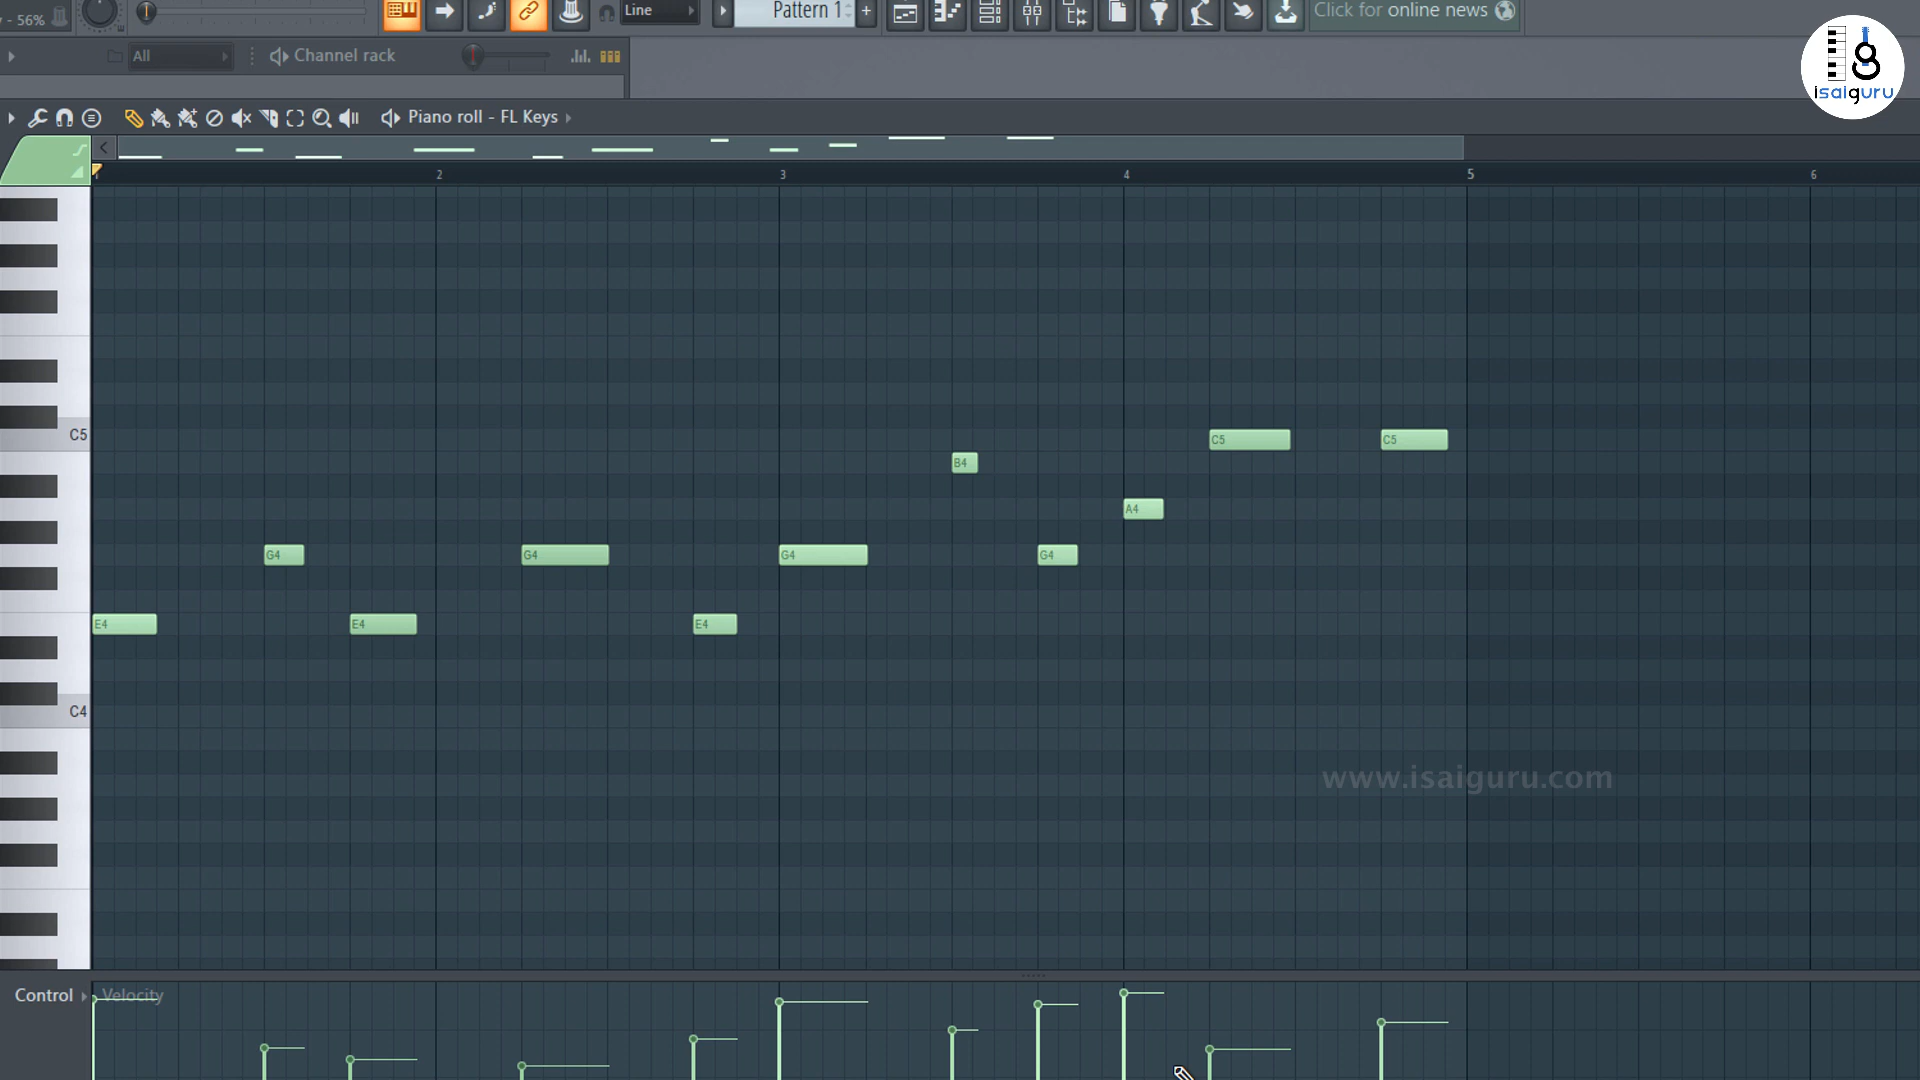 - 56%
Line
Pattern 1
Click for online news
All
Channel rack
isaiguru
Piano roll - FL Keys
2
3
4
5
6
C5
C5
C5
B4
A4
G4
G4
G4
G4
E4
E4
E4
C4
www.isaiguru.com
Control
Velocity